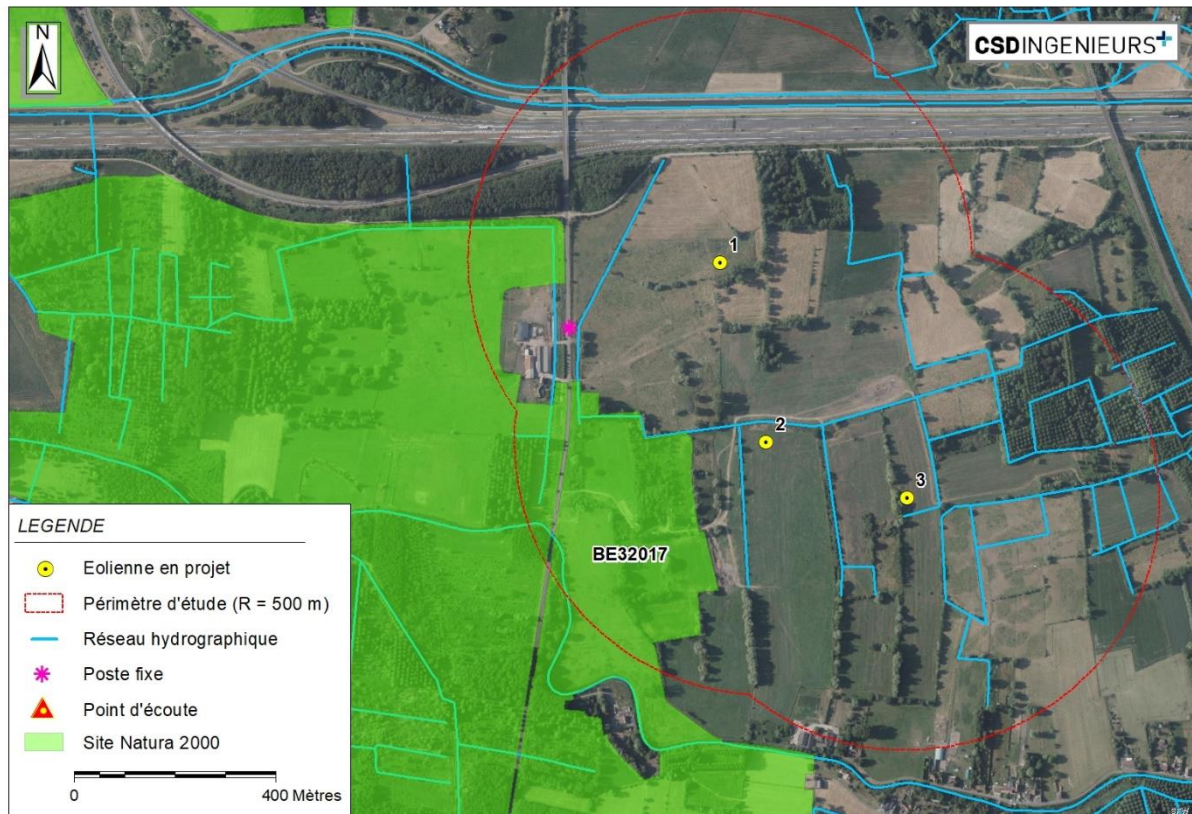 N
CSDINGENIEURS+
1
2
3
BE32017
LEGENDE
Eolienne en projet
Périmètre d'étude (R = 500 m)
Réseau hydrographique
Poste fixe
Point d'écoute
Site Natura 2000
0 400 Mètres